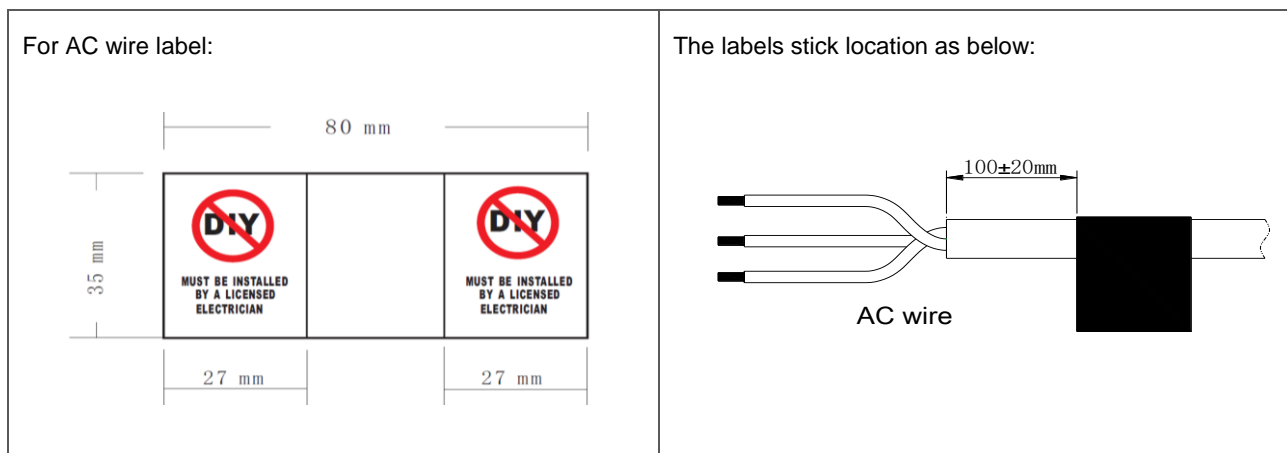 For AC wire label:
80 mm
35 mm
DIY
MUST BE INSTALLED
BY A LICENSED
ELECTRICIAN
DIY
MUST BE INSTALLED
BY A LICENSED
ELECTRICIAN
27 mm
27 mm
The labels stick location as below:
100±20mm
AC wire